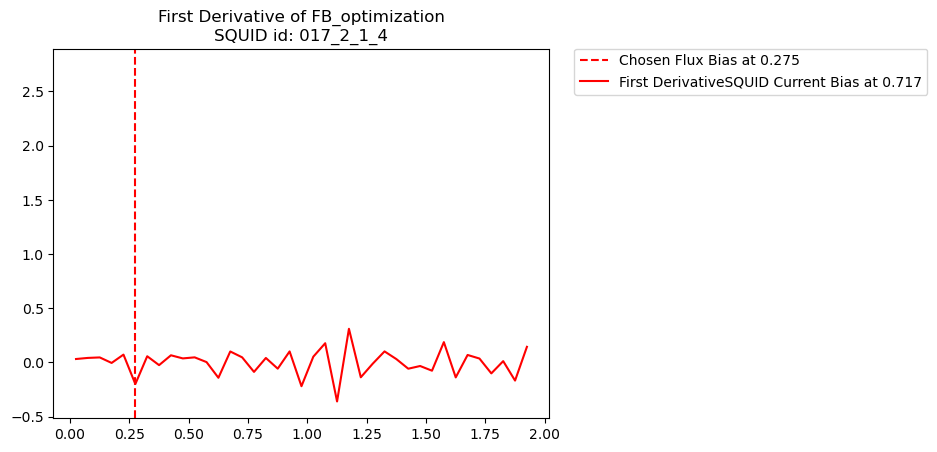 First Derivative of FB_optimization
SQUID id: 017_2_1_4
Chosen Flux Bias at 0.275
First DerivativeSQUID Current Bias at 0.717
2.5
2.0
1.5
1.0
0.5
0.0
−0.5
0.00 0.25 0.50 0.75 1.00 1.25 1.50 1.75 2.00